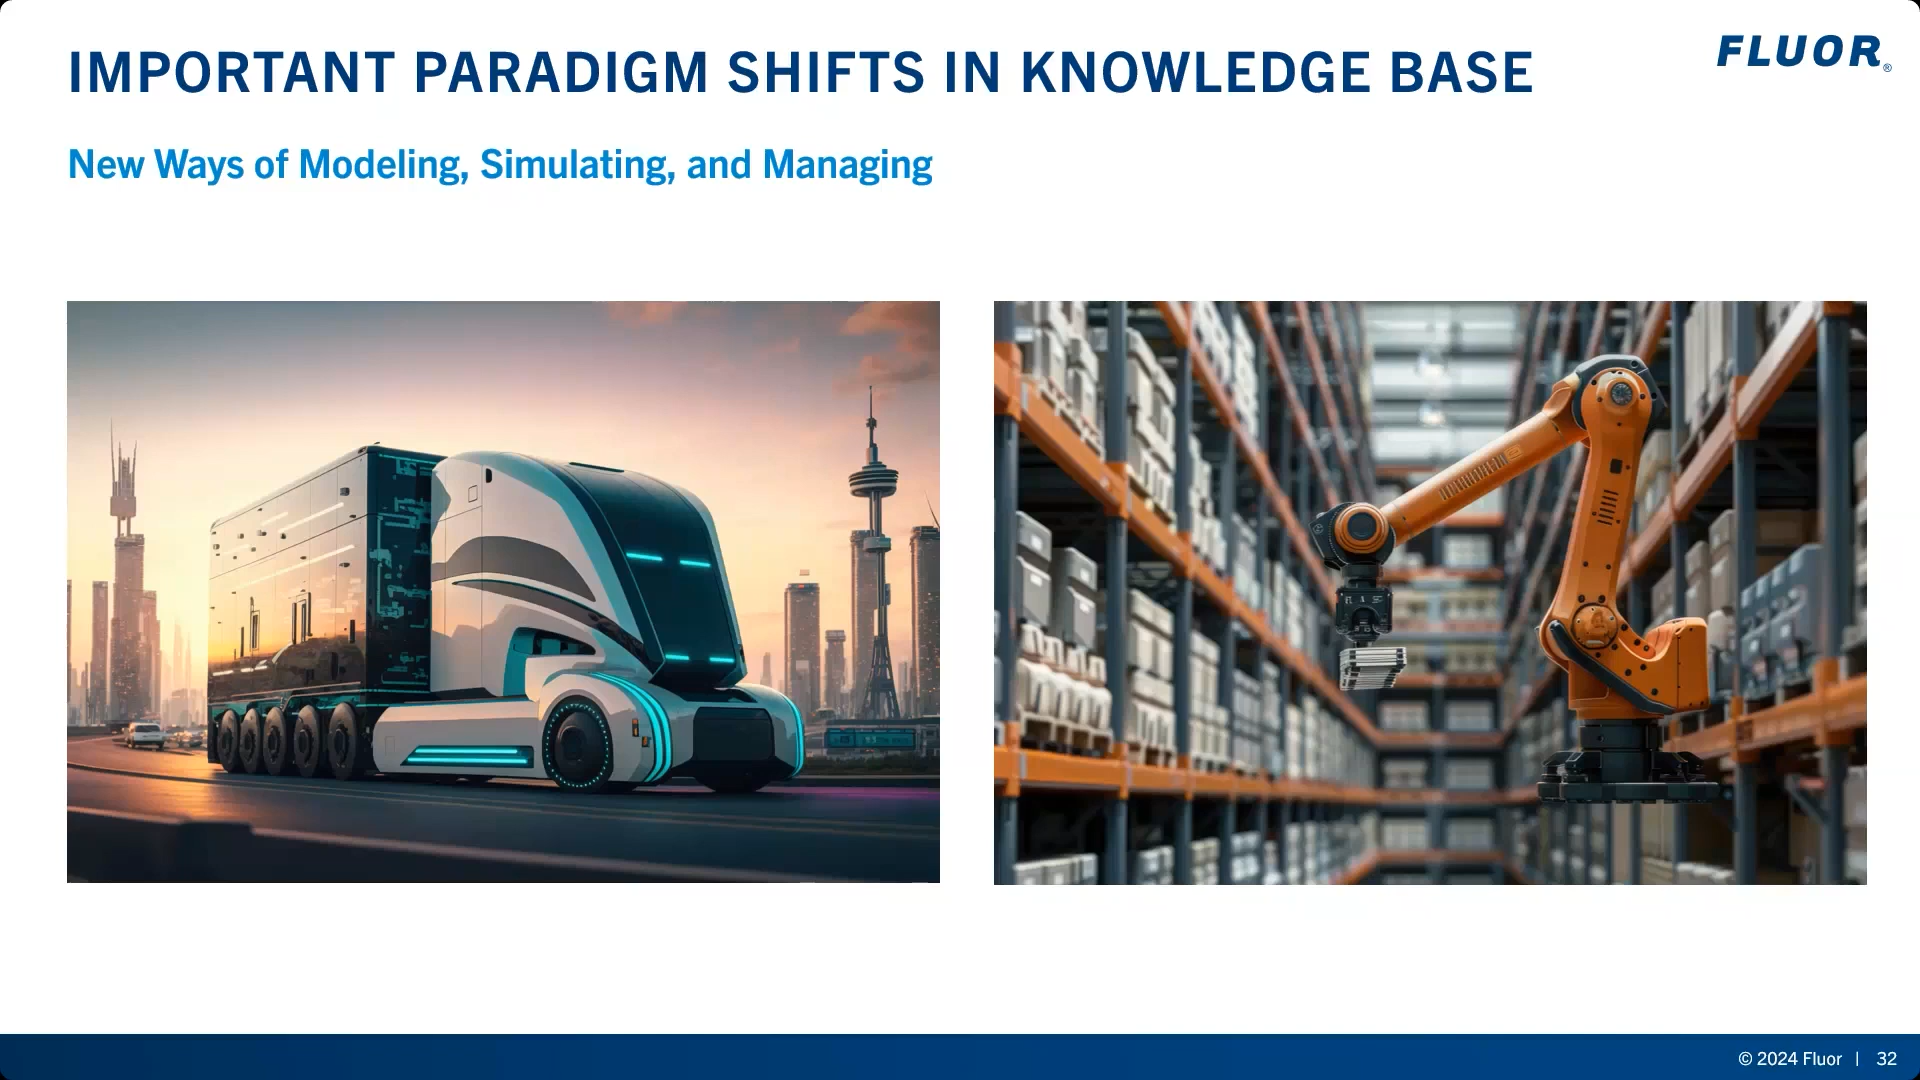 IMPORTANT PARADIGM SHIFTS IN KNOWLEDGE BASE
FLUOR®
New Ways of Modeling, Simulating, and Managing
© 2024 Fluor | 32